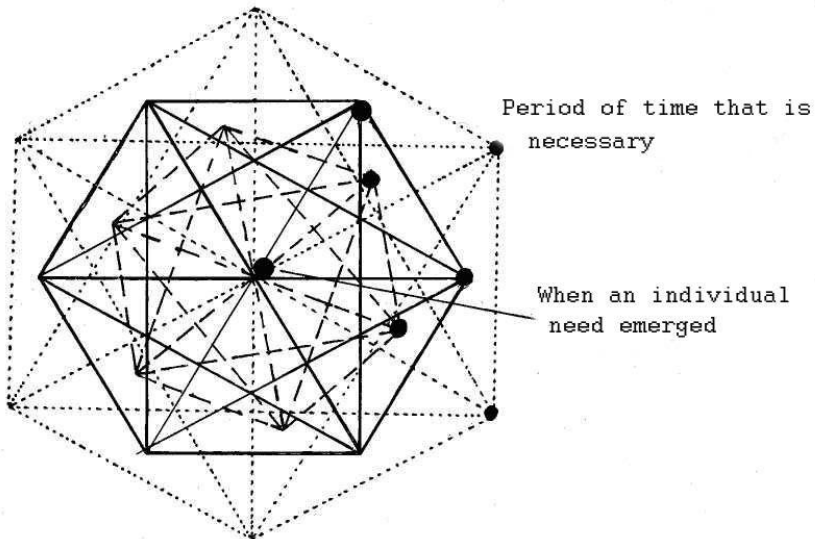 Period of time that is
necessary
When an individual
need emerged